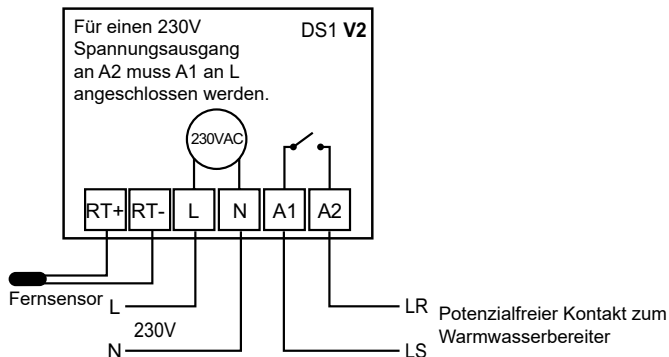 Für einen 230V
Spannungsausgang
an A2 muss A1 an L
angeschlossen werden.
DS1 V2
230VAC
RT+ RT- L N A1 A2
Fernsensor
L
230V
N
LR
LS
Potenzialfreier Kontakt zum
Warmwasserbereiter